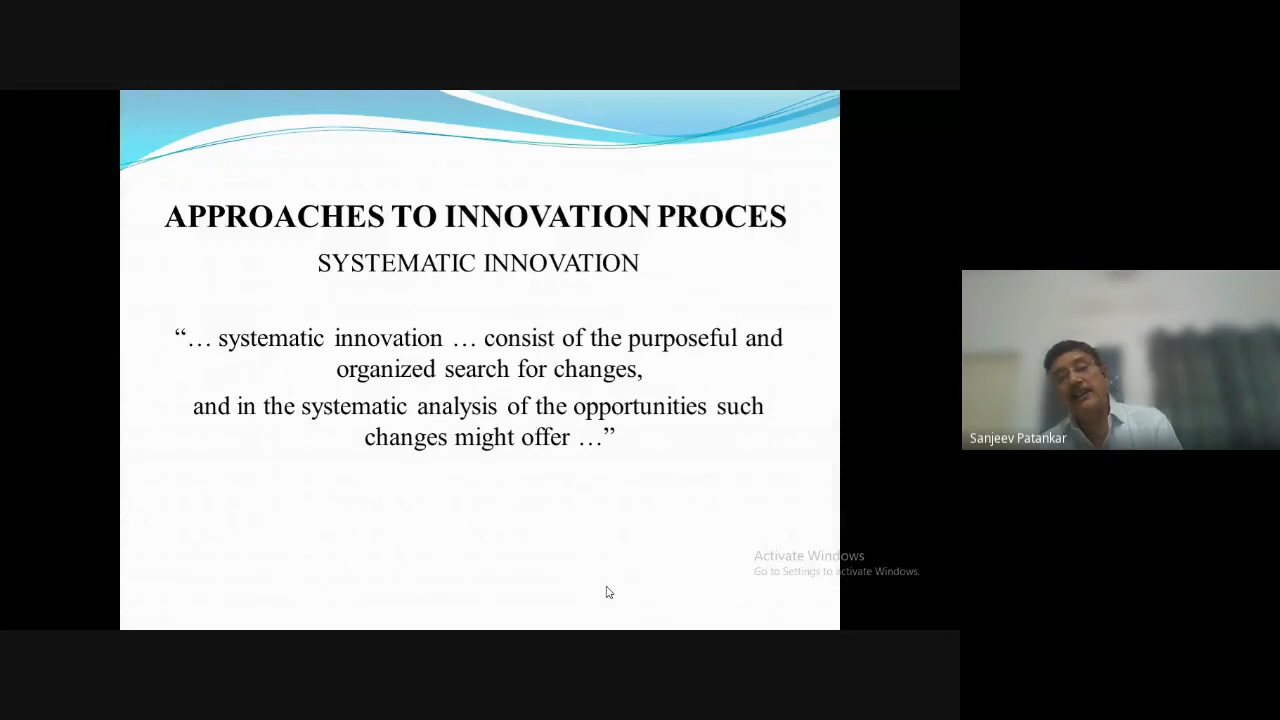 APPROACHES TO INNOVATION PROCES
SYSTEMATIC INNOVATION
“… systematic innovation … consist of the purposeful and
organized search for changes,
and in the systematic analysis of the opportunities such
changes might offer …”
Activate Windows
Go to Settings to activate Windows.
Sanjeev Patankar